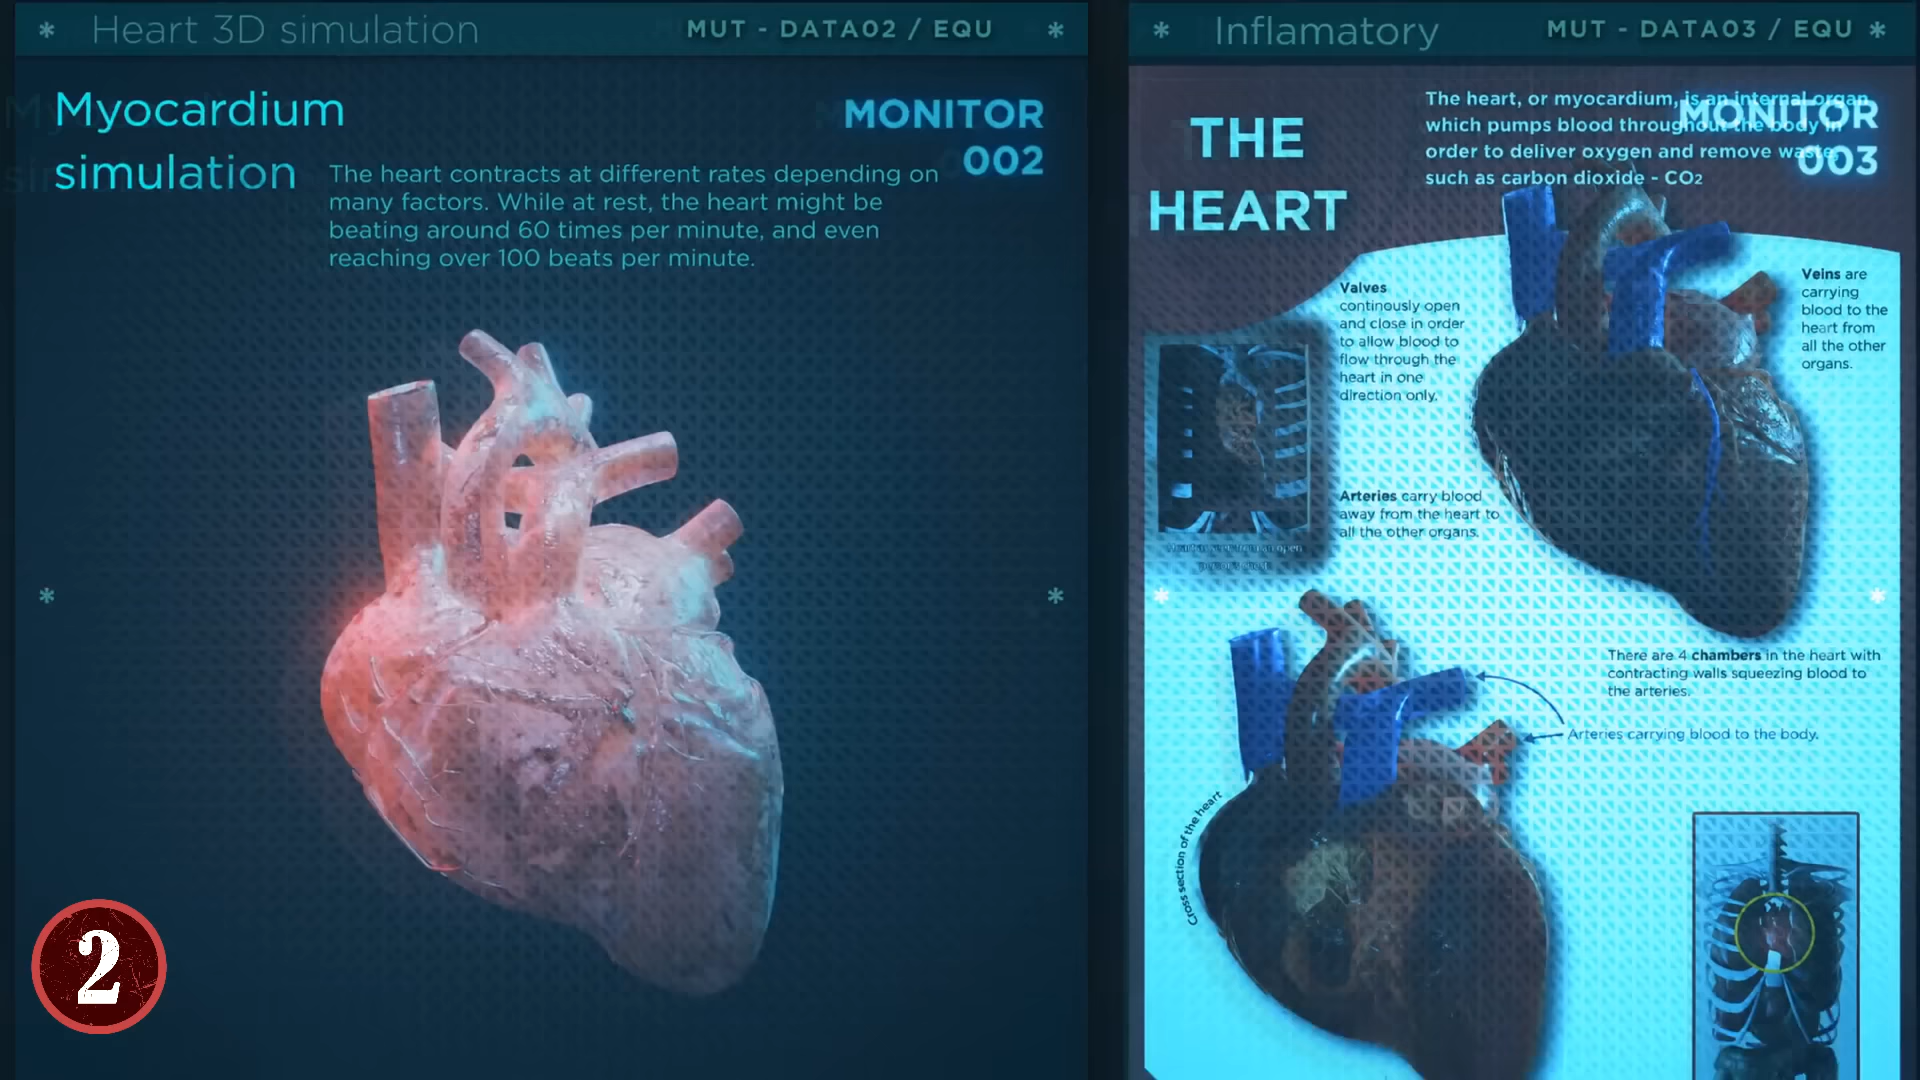 * Heart 3D simulation MUT - DATA02 / EQU *
Myocardium
simulation
MONITOR
002
The heart contracts at different rates depending on
many factors. While at rest, the heart might be
beating around 60 times per minute, and even
reaching over 100 beats per minute.
* *
2
* Inflamatory MUT - DATA03 / EQU *
THE
HEART
The heart, or myocardium, is an internal organ
which pumps blood throughout the body in
order to deliver oxygen and remove waste
such as carbon dioxide - CO2
MONITOR
003
Valves
continously open
and close in order
to allow blood to
flow through the
heart in one
direction only.
Veins are
carrying
blood to the
heart from
all the other
organs.
Arteries carry blood
away from the heart to
all the other organs.
* *
There are 4 chambers in the heart with
contracting walls squeezing blood to
the arteries.
Arteries carrying blood to the body.
Cross section of the heart